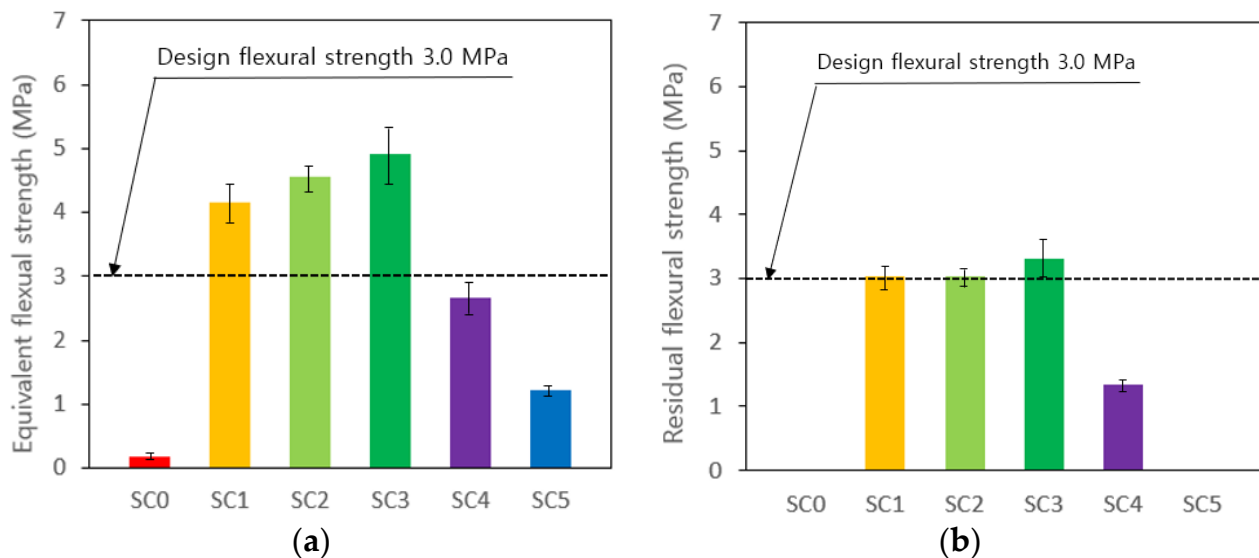 Equivalent flexual strength (MPa)
7
6
5
4
3
2
1
0
Design flexural strength 3.0 MPa
SC0 SC1 SC2 SC3 SC4 SC5
(a)
Residual flexural strength (MPa)
7
6
5
4
3
2
1
0
Design flexural strength 3.0 MPa
SC0 SC1 SC2 SC3 SC4 SC5
(b)